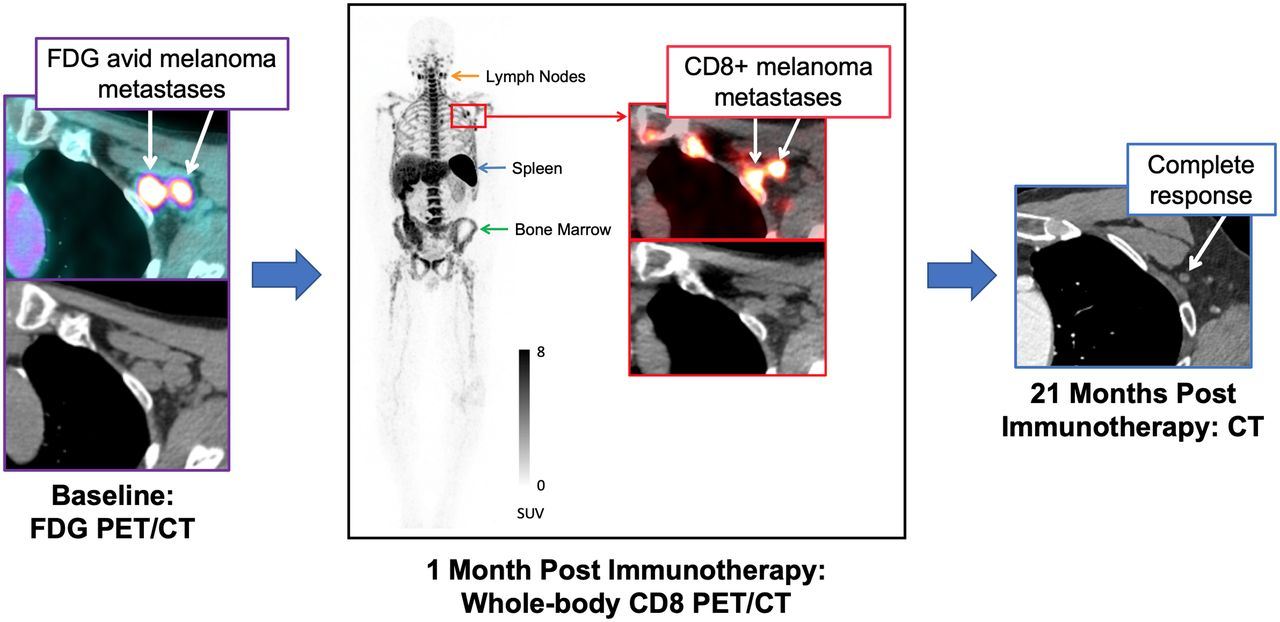 FDG avid melanoma
metastases
Baseline:
FDG PET/CT
Lymph Nodes
Spleen
Bone Marrow
8
0
SUV
CD8+ melanoma
metastases
1 Month Post Immunotherapy:
Whole-body CD8 PET/CT
Complete
response
21 Months Post
Immunotherapy: CT